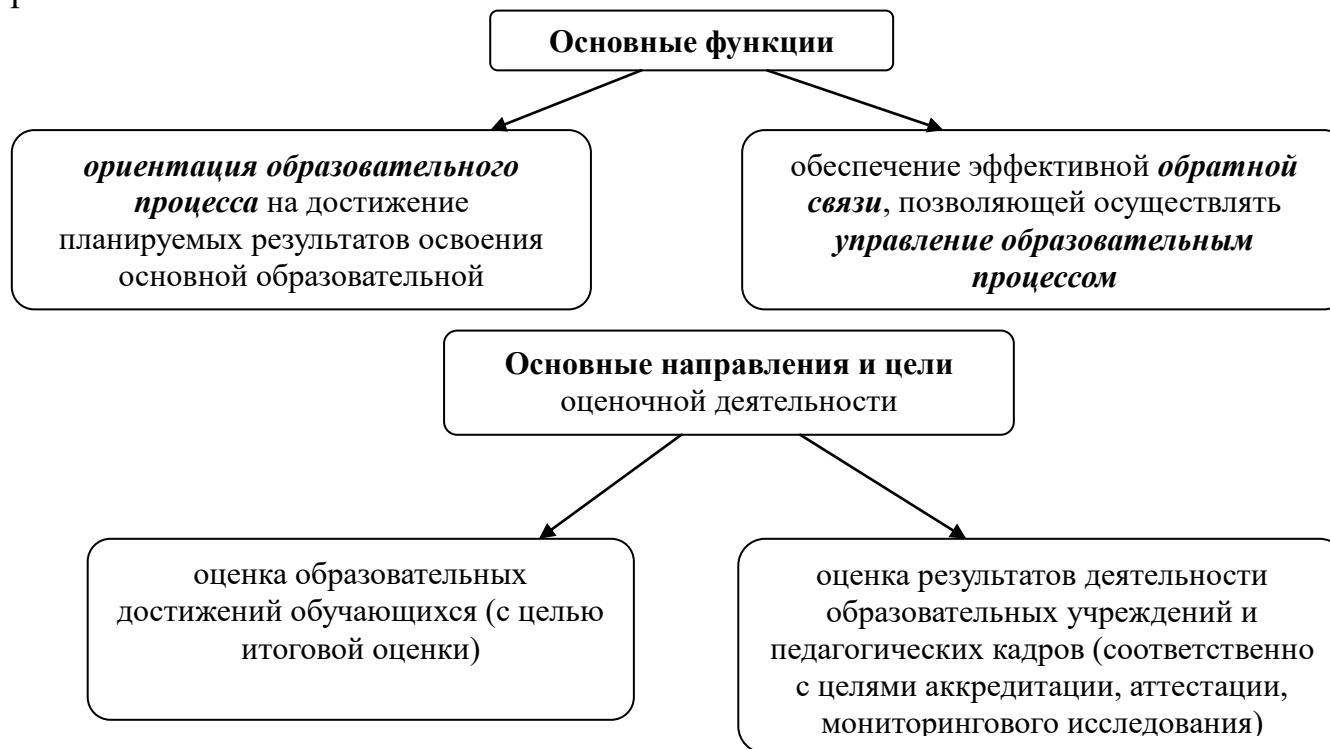 Основные функции
ориентация образовательного
процесса на достижение
планируемых результатов освоения
основной образовательной
обеспечение эффективной обратной
связи, позволяющей осуществлять
управление образовательным
процессом
Основные направления и цели
оценочной деятельности
оценка образовательных
достижений обучающихся (с целью
итоговой оценки)
оценка результатов деятельности
образовательных учреждений и
педагогических кадров (соответственно
с целями аккредитации, аттестации,
мониторингового исследования)